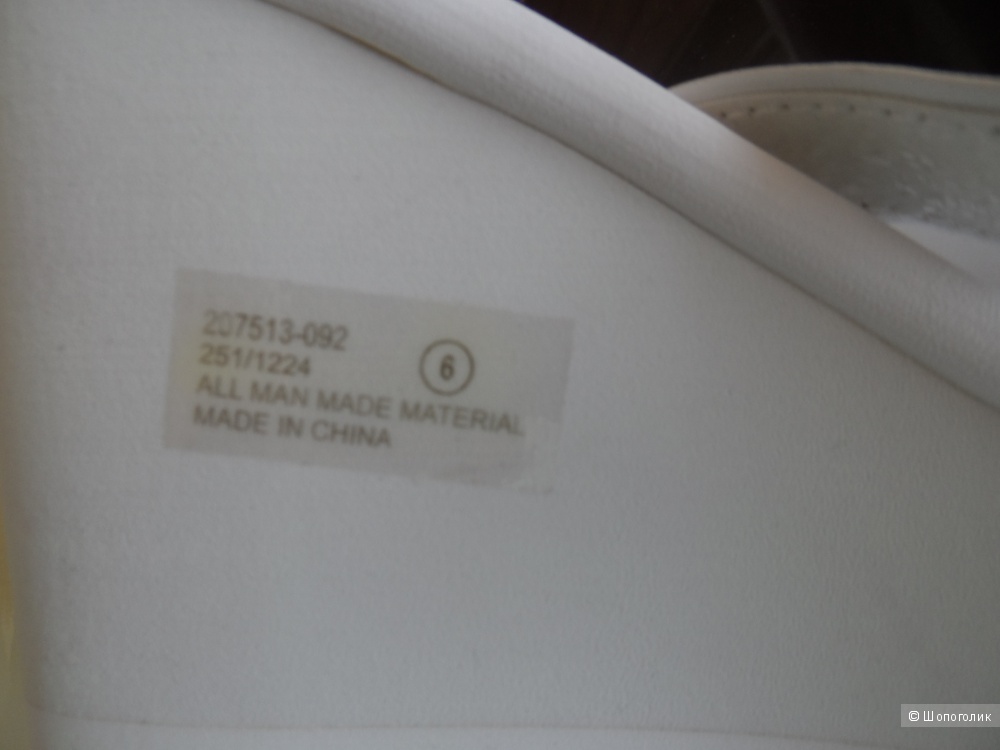 207513-092
251/1224
6
ALL MAN MADE MATERIAL
MADE IN CHINA
© Шопоголик